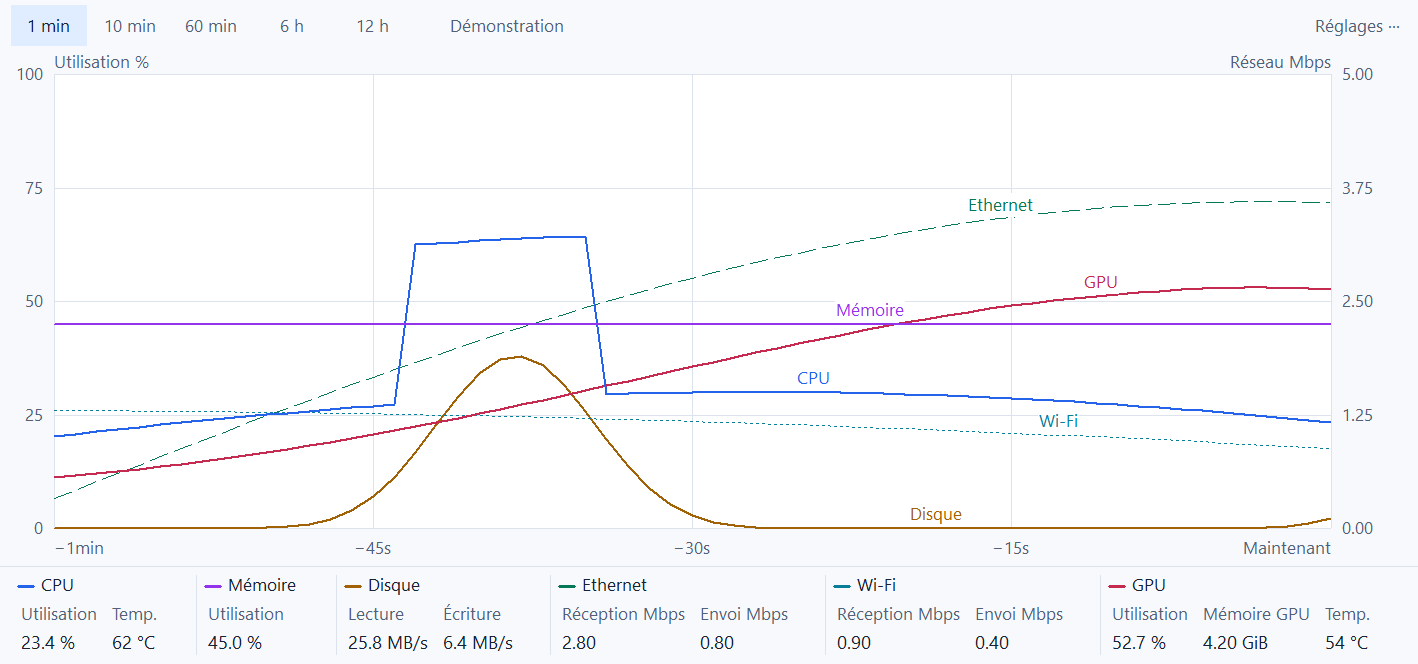 1 min 10 min 60 min 6 h 12 h Démonstration Réglages ···
Utilisation % Réseau Mbps
100 5.00
75 3.75
Ethernet
GPU
50 2.50
Mémoire
CPU
25 1.25
Wi-Fi
Disque
0 0.00
−1min −45s −30s −15s Maintenant
CPU Mémoire Disque Ethernet Wi-Fi GPU
Utilisation Temp. Utilisation Lecture Écriture Réception Mbps Envoi Mbps Réception Mbps Envoi Mbps Utilisation Mémoire GPU Temp.
23.4 % 62 °C 45.0 % 25.8 MB/s 6.4 MB/s 2.80 0.80 0.90 0.40 52.7 % 4.20 GiB 54 °C